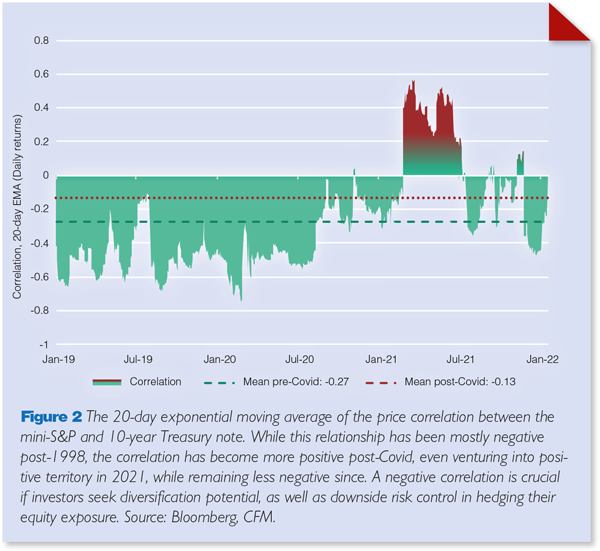 0.8
0.6
0.4
0.2
0
-0.2
-0.4
-0.6
-0.8
-1
Correlation, 20-day EMA (Daily returns)
Jan-19 Jul-19 Jan-20 Jul-20 Jan-21 Jul-21 Jan-22
Correlation Mean pre-Covid: -0.27 Mean post-Covid: -0.13
Figure 2 The 20-day exponential moving average of the price correlation between the
mini-S&P and 10-year Treasury note. While this relationship has been mostly negative
post-1998, the correlation has become more positive post-Covid, even venturing into posi-
tive territory in 2021, while remaining less negative since. A negative correlation is crucial
if investors seek diversification potential, as well as downside risk control in hedging their
equity exposure. Source: Bloomberg, CFM.